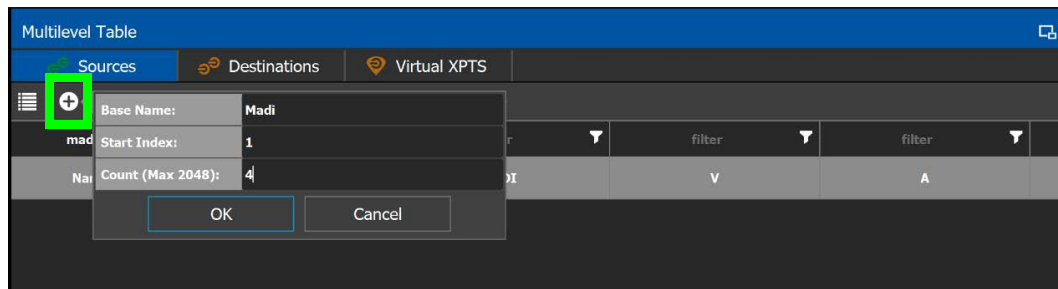 Multilevel Table
Sources Destinations Virtual XPTS
Base Name: Madi
mad Start Index: 1 filter filter
Count (Max 2048): 4 V A
OK Cancel